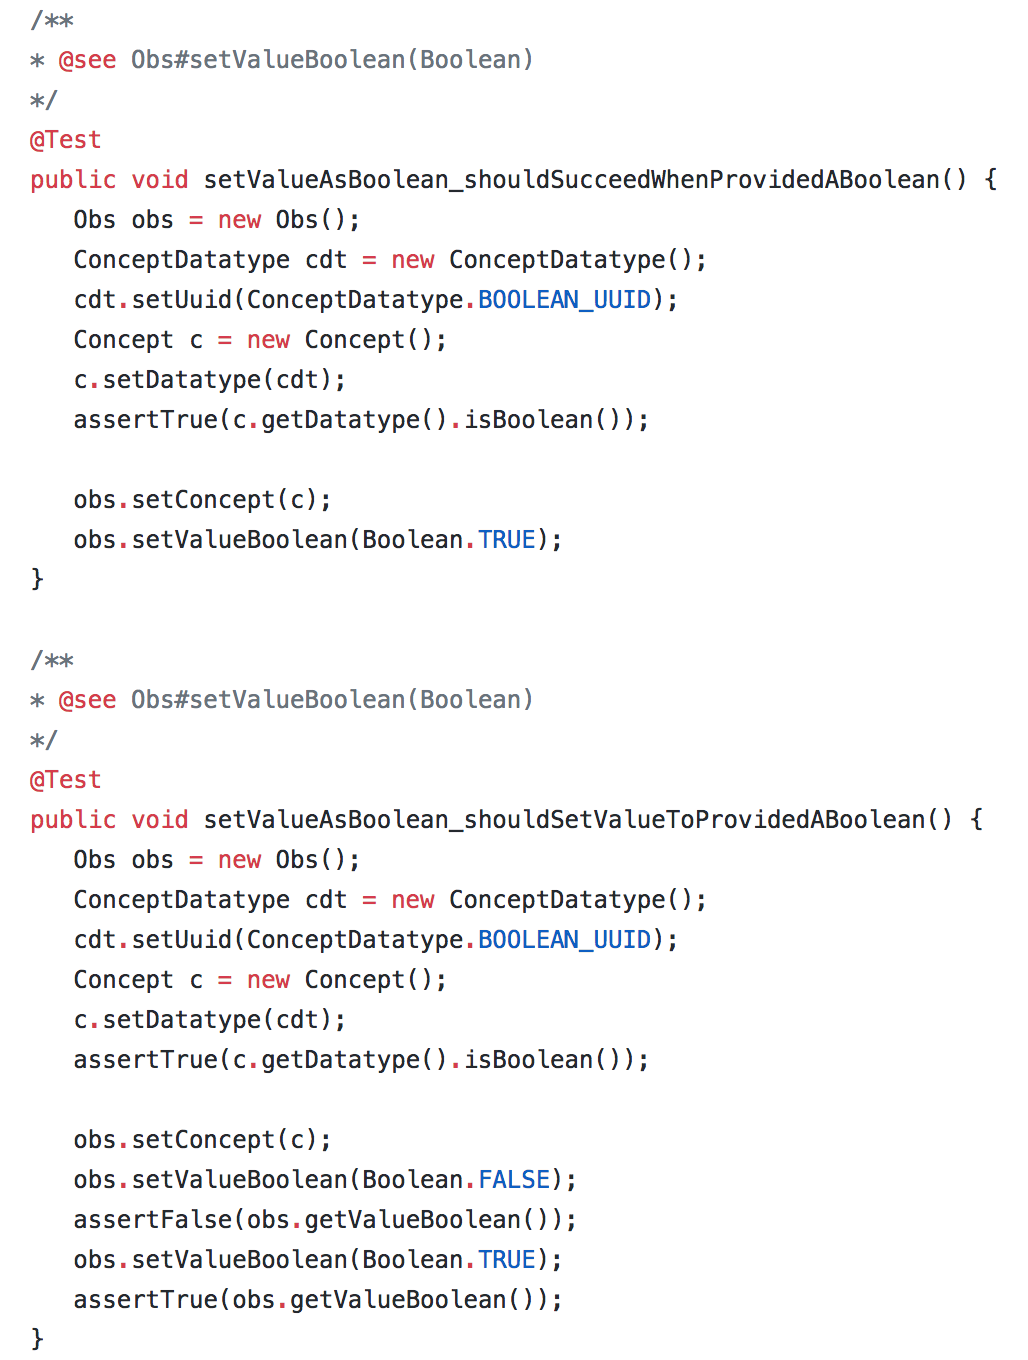 /**
* @see Obs#setValueBoolean(Boolean)
*/
@Test
public void setValueAsBoolean_shouldSucceedWhenProvidedABoolean() {
   Obs obs = new Obs();
   ConceptDatatype cdt = new ConceptDatatype();
   cdt.setUuid(ConceptDatatype.BOOLEAN_UUID);
   Concept c = new Concept();
   c.setDatatype(cdt);
   assertTrue(c.getDatatype().isBoolean());

   obs.setConcept(c);
   obs.setValueBoolean(Boolean.TRUE);
}

/**
* @see Obs#setValueBoolean(Boolean)
*/
@Test
public void setValueAsBoolean_shouldSetValueToProvidedABoolean() {
   Obs obs = new Obs();
   ConceptDatatype cdt = new ConceptDatatype();
   cdt.setUuid(ConceptDatatype.BOOLEAN_UUID);
   Concept c = new Concept();
   c.setDatatype(cdt);
   assertTrue(c.getDatatype().isBoolean());

   obs.setConcept(c);
   obs.setValueBoolean(Boolean.FALSE);
   assertFalse(obs.getValueBoolean());
   obs.setValueBoolean(Boolean.TRUE);
   assertTrue(obs.getValueBoolean());
}